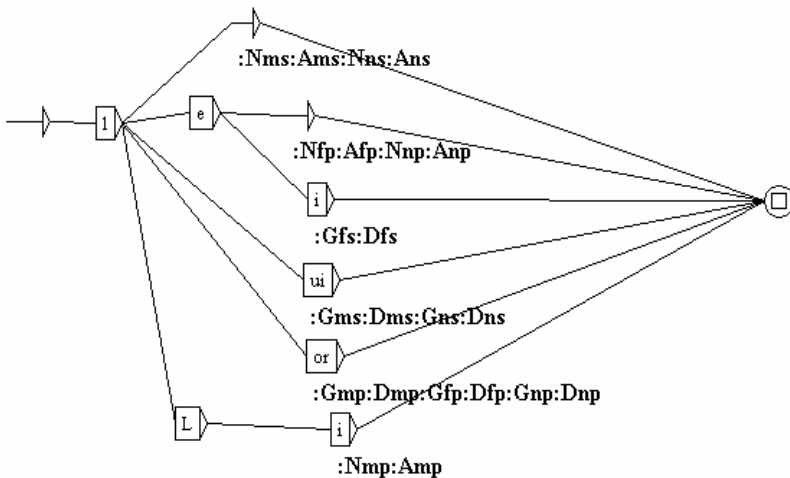 :Nms:Ams:Nns:Ans
l
e
:Nfp:Afp:Nnp:Anp
i
:Gfs:Dfs
ui
:Gms:Dms:Gns:Dns
or
:Gmp:Dmp:Gfp:Dfp:Gnp:Dnp
L
i
:Nmp:Amp